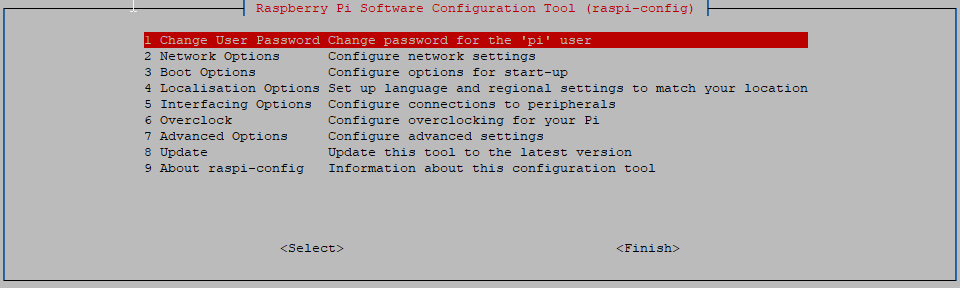 Raspberry Pi Software Configuration Tool (raspi-config)
1 Change User Password Change password for the 'pi' user
2 Network Options Configure network settings
3 Boot Options Configure options for start-up
4 Localisation Options Set up language and regional settings to match your location
5 Interfacing Options Configure connections to peripherals
6 Overclock Configure overclocking for your Pi
7 Advanced Options Configure advanced settings
8 Update Update this tool to the latest version
9 About raspi-config Information about this configuration tool
<Select> <Finish>